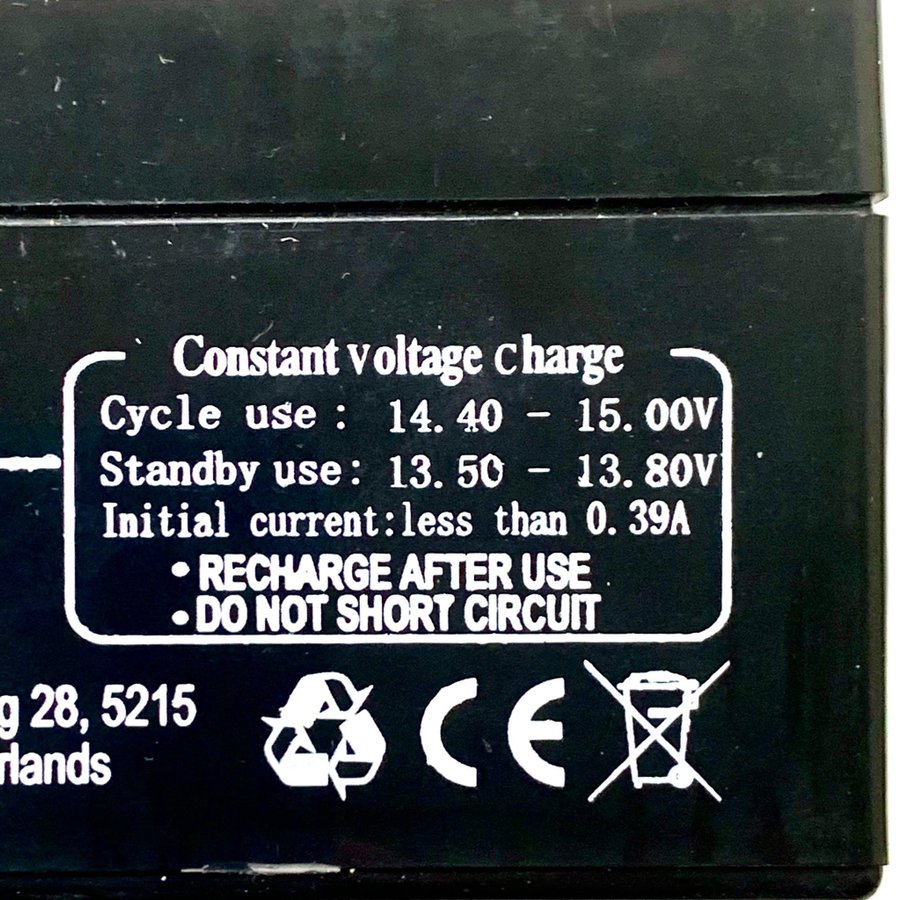 Constant voltage charge
Cycle use: 14.40 - 15.00V
Standby use: 13.50 - 13.80V
Initial current:less than 0.39A
• RECHARGE AFTER USE
• DO NOT SHORT CIRCUIT
g 28, 5215
rlands
CE